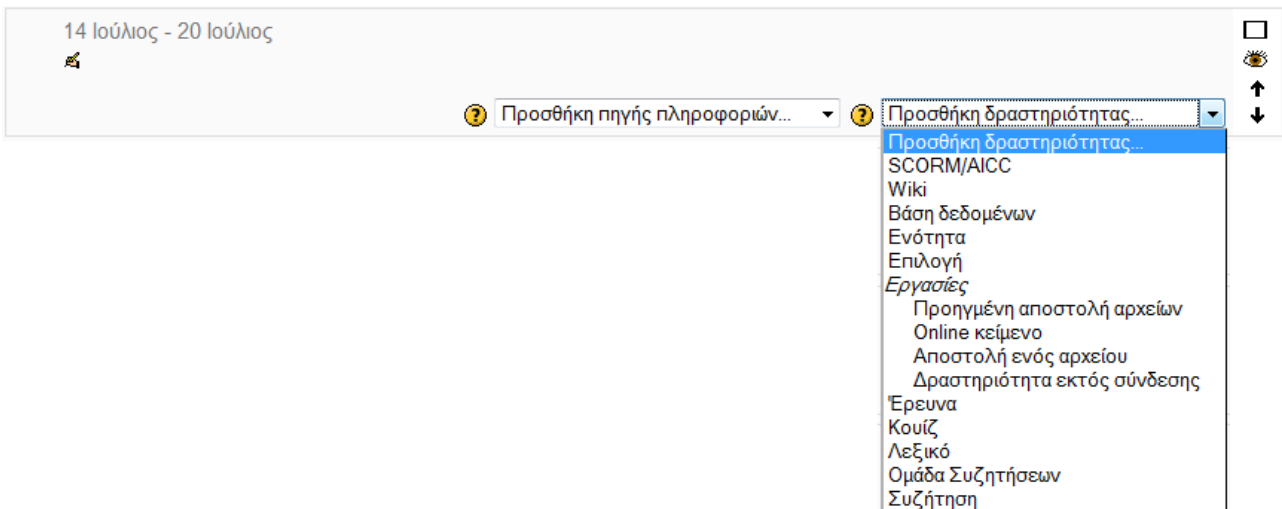 14 Ιούλιος - 20 Ιούλιος
Προσθήκη πηγής πληροφοριών... Προσθήκη δραστηριότητας...
Προσθήκη δραστηριότητας...
SCORM/AICC
Wiki
Βάση δεδομένων
Ενότητα
Επιλογή
Εργασίες
Προηγμένη αποστολή αρχείων
Online κείμενο
Αποστολή ενός αρχείου
Δραστηριότητα εκτός σύνδεσης
Έρευνα
Κουίζ
Λεξικό
Ομάδα Συζητήσεων
Συζήτηση